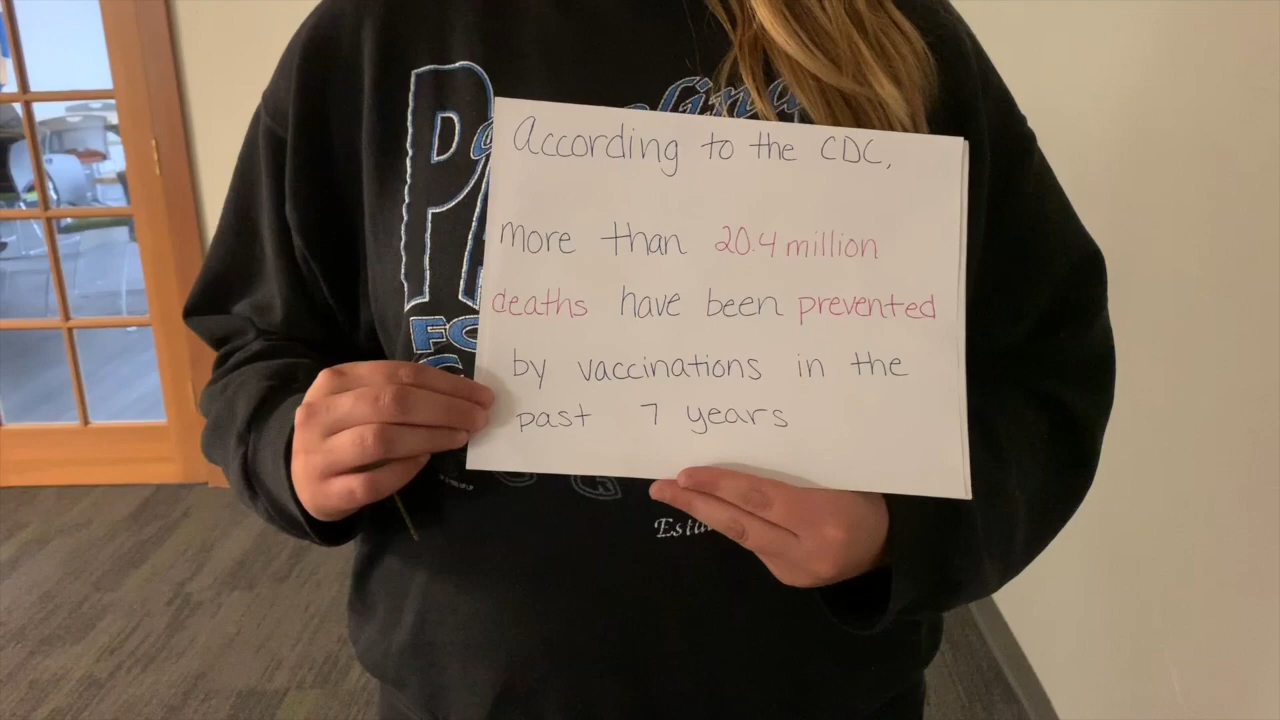 According to the CDC,
more than 20.4 million
deaths have been prevented
by vaccinations in the
past 7 years